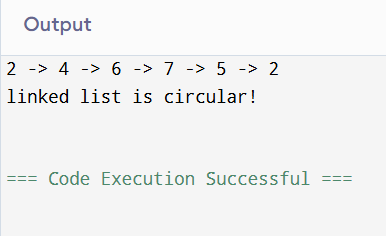 Output
2 -> 4 -> 6 -> 7 -> 5 -> 2
linked list is circular!
=== Code Execution Successful ===